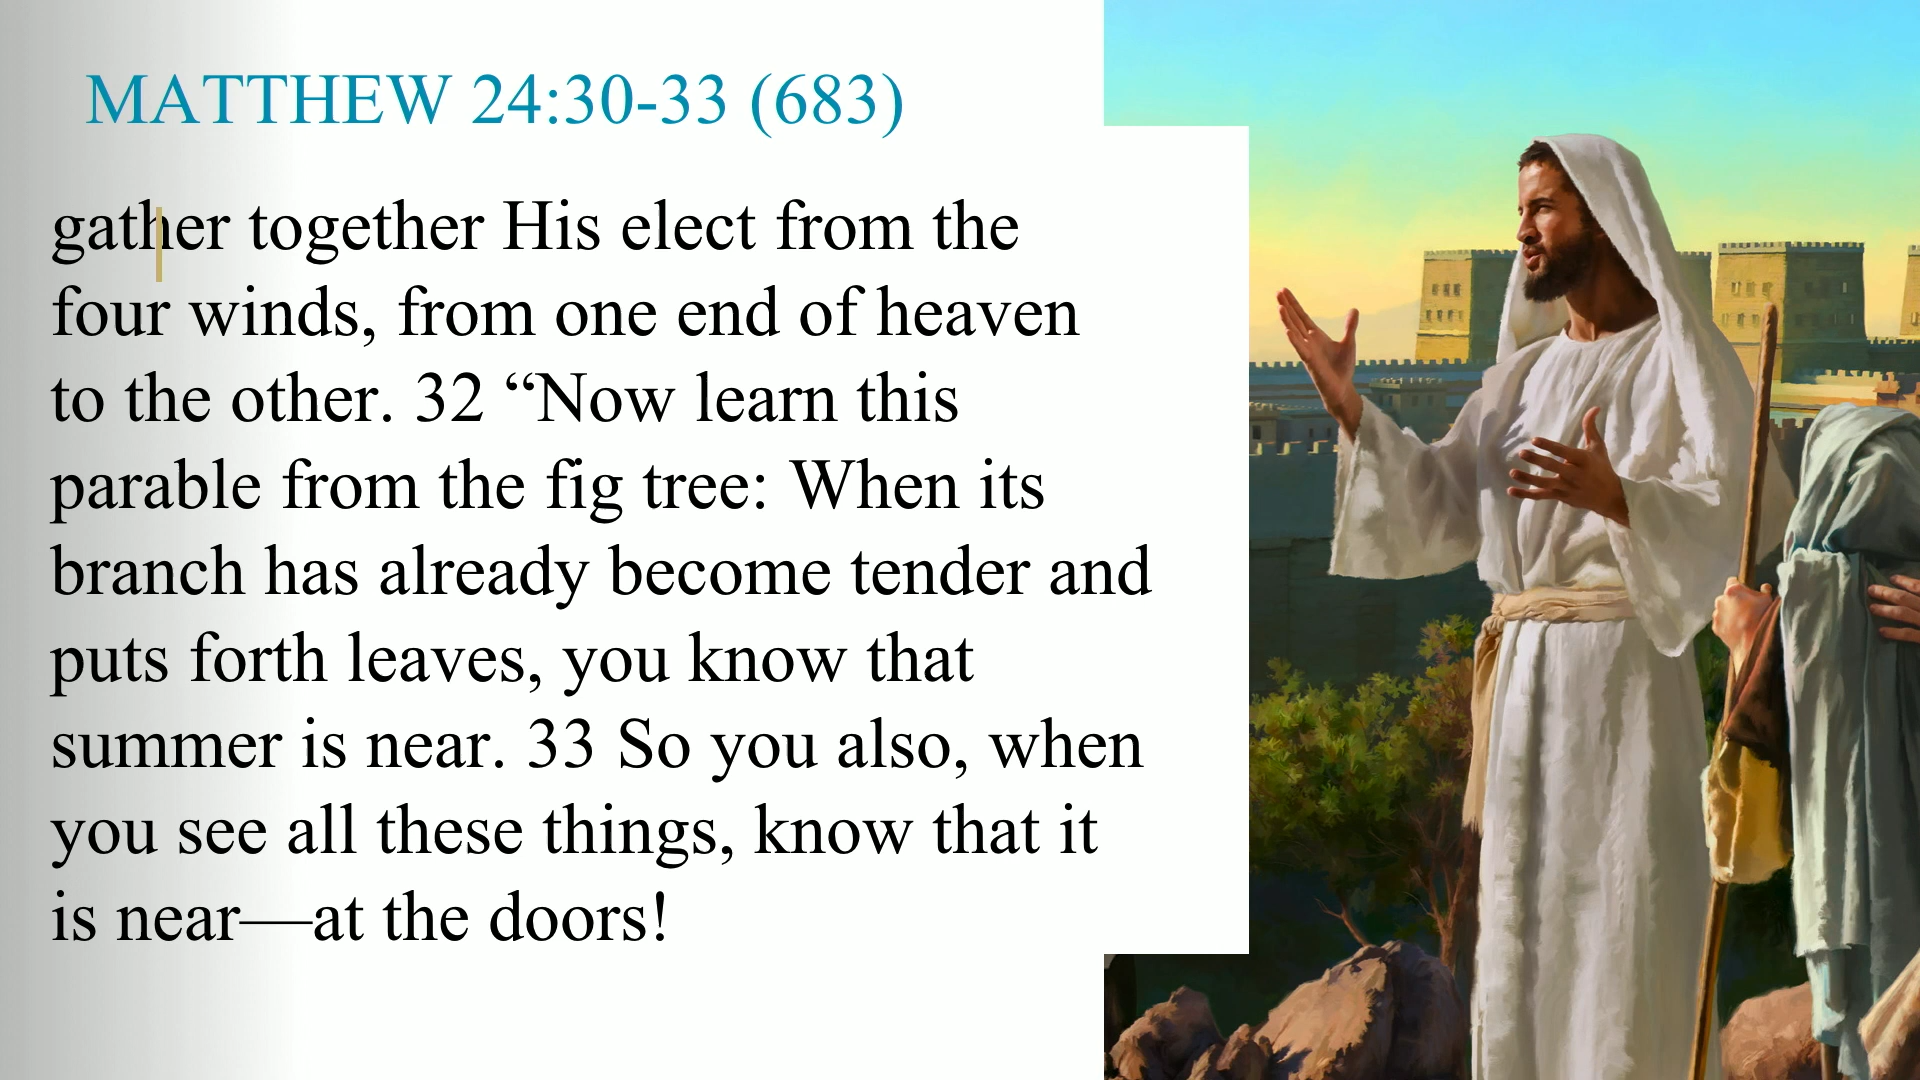 MATTHEW 24:30-33 (683)
gather together His elect from the
four winds, from one end of heaven
to the other. 32 “Now learn this
parable from the fig tree: When its
branch has already become tender and
puts forth leaves, you know that
summer is near. 33 So you also, when
you see all these things, know that it
is near—at the doors!